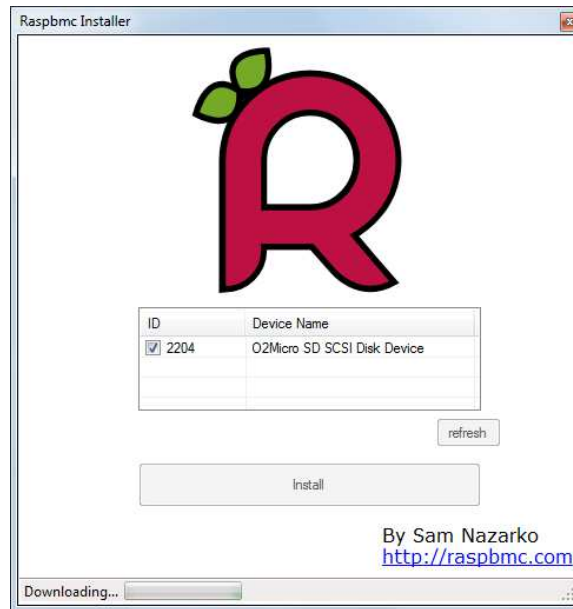 Raspbmc Installer
ID Device Name
2204 O2Micro SD SCSI Disk Device
refresh
Install
By Sam Nazarko
http://raspbmc.com
Downloading...